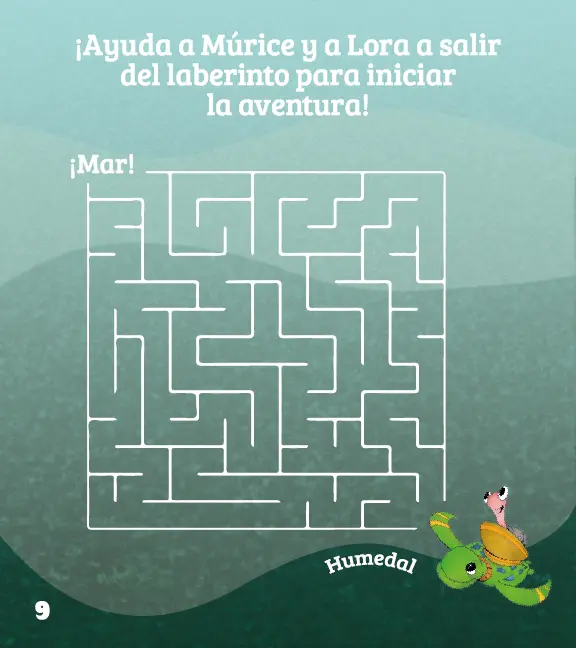 ¡Ayuda a Múrice y a Lora a salir
del laberinto para iniciar
la aventura!
¡Mar!
Humedal
9